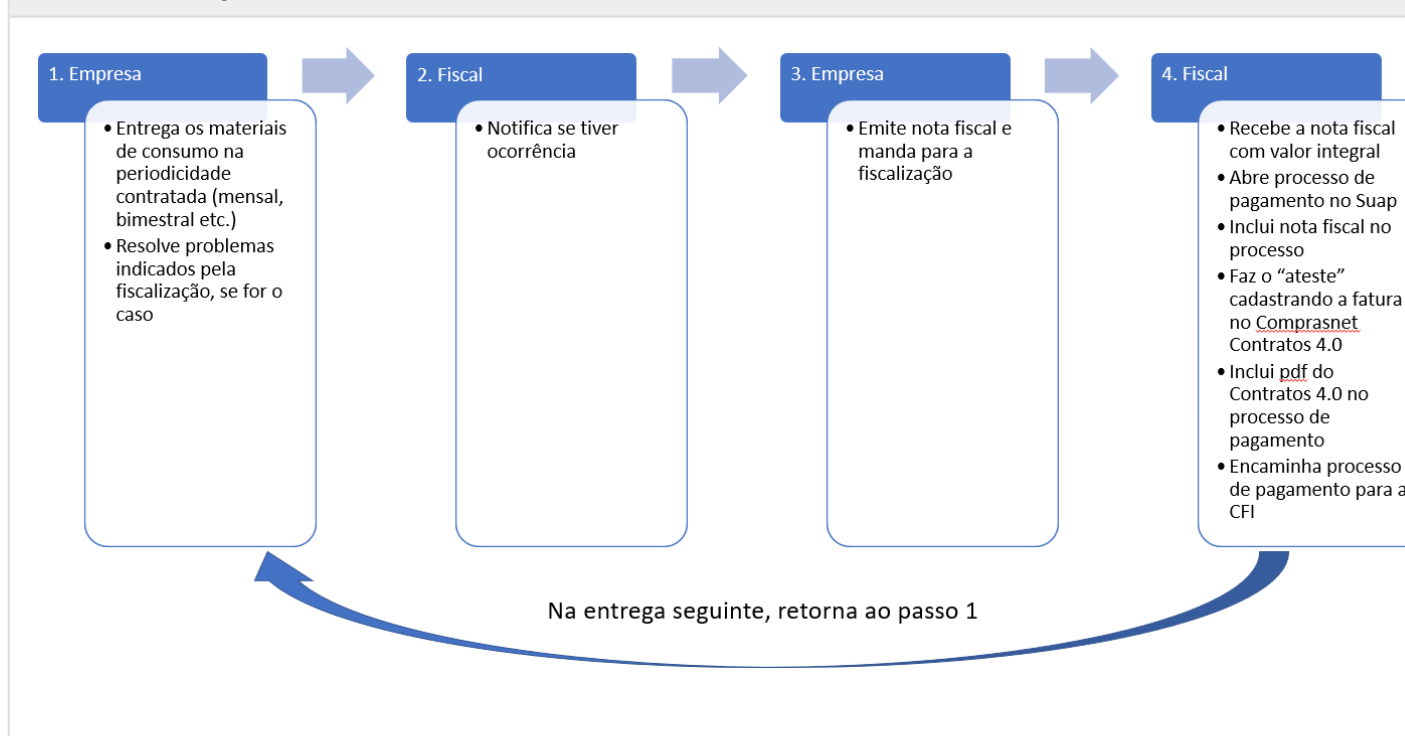 1. Empresa
• Entrega os materiais
de consumo na
periodicidade
contratada (mensal,
bimestral etc.)
• Resolve problemas
indicados pela
fiscalização, se for o
caso
2. Fiscal
• Notifica se tiver
ocorrência
3. Empresa
• Emite nota fiscal e
manda para a
fiscalização
4. Fiscal
• Recebe a nota fiscal
com valor integral
• Abre processo de
pagamento no Suap
• Inclui nota fiscal no
processo
• Faz o “ateste”
cadastrando a fatura
no Comprasnet
Contratos 4.0
• Inclui pdf do
Contratos 4.0 no
processo de
pagamento
• Encaminha processo
de pagamento para a
CFI
Na entrega seguinte, retorna ao passo 1